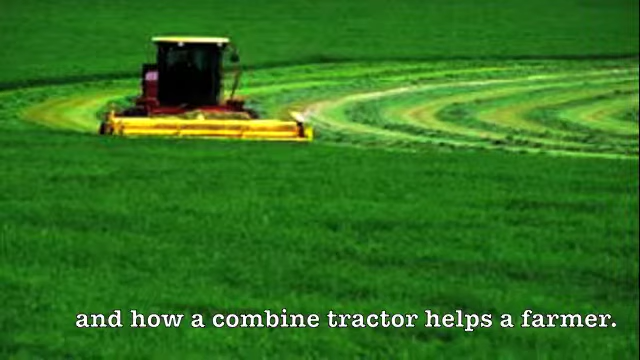 and how a combine tractor helps a farmer.